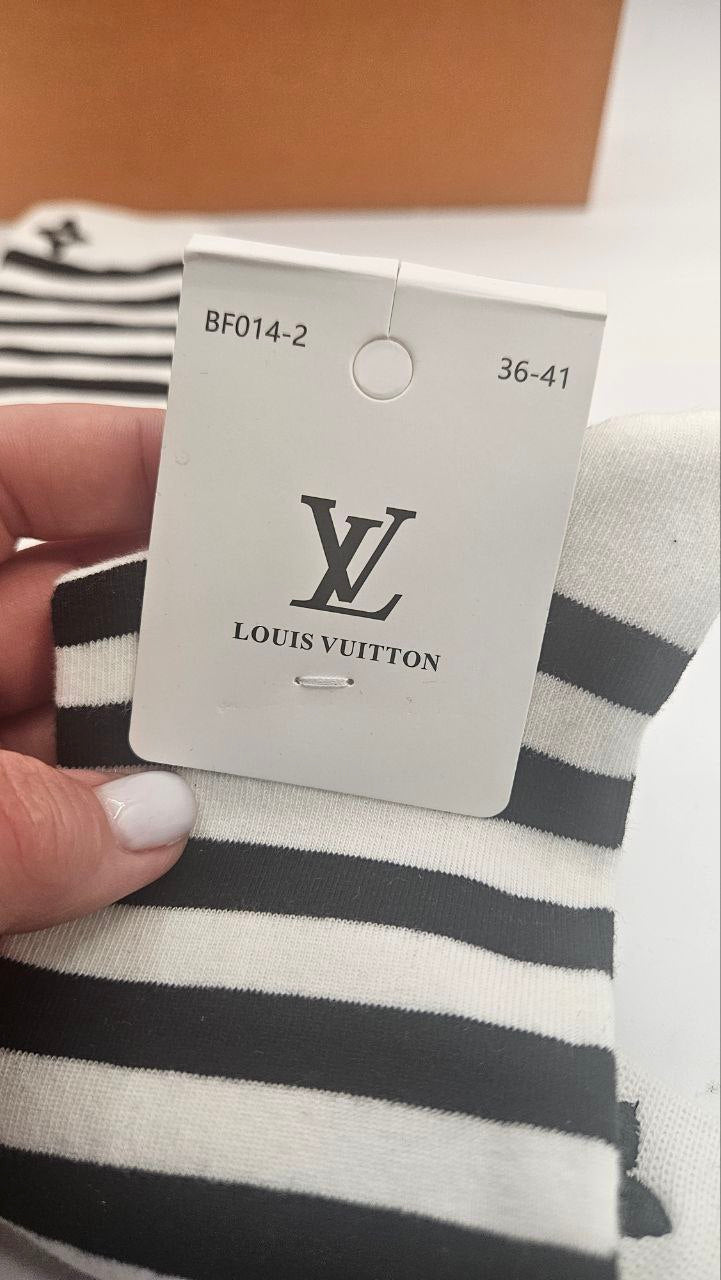 BF014-2
36-41
LV
LOUIS VUITTON